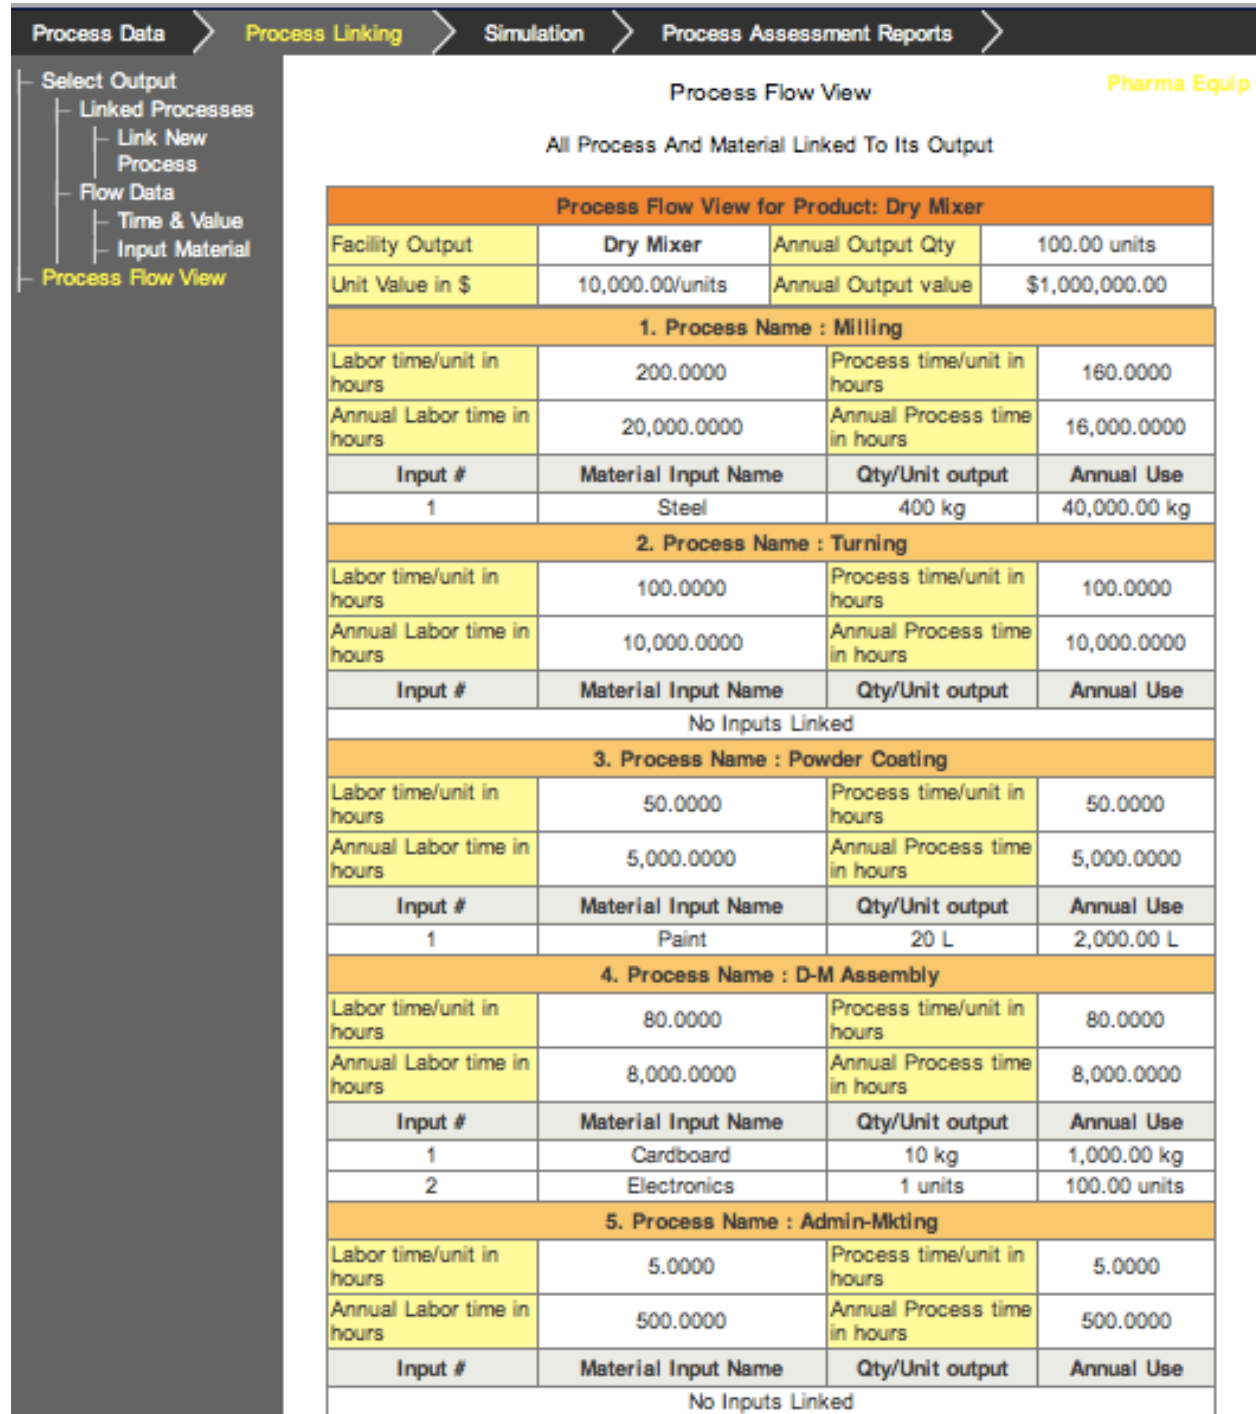 Process Data
Process Linking
Simulation
Process Assessment Reports
Select Output
Linked Processes
Link New
Process
Flow Data
Time & Value
Input Material
Process Flow View
Process Flow View
Pharma Equip
All Process And Material Linked To Its Output
Process Flow View for Product: Dry Mixer
Facility Output Dry Mixer Annual Output Qty 100.00 units
Unit Value in $ 10,000.00/units Annual Output value $1,000,000.00
1. Process Name : Milling
Labor time/unit in
hours
200.0000
Process time/unit in
hours
160.0000
Annual Labor time in
hours
20,000.0000
Annual Process time
in hours
16,000.0000
Input # Material Input Name Qty/Unit output Annual Use
1 Steel 400 kg 40,000.00 kg
2. Process Name : Turning
Labor time/unit in
hours
100.0000
Process time/unit in
hours
100.0000
Annual Labor time in
hours
10,000.0000
Annual Process time
in hours
10,000.0000
Input # Material Input Name Qty/Unit output Annual Use
No Inputs Linked
3. Process Name : Powder Coating
Labor time/unit in
hours
50.0000
Process time/unit in
hours
50.0000
Annual Labor time in
hours
5,000.0000
Annual Process time
in hours
5,000.0000
Input # Material Input Name Qty/Unit output Annual Use
1 Paint 20 L 2,000.00 L
4. Process Name : D-M Assembly
Labor time/unit in
hours
80.0000
Process time/unit in
hours
80.0000
Annual Labor time in
hours
8,000.0000
Annual Process time
in hours
8,000.0000
Input # Material Input Name Qty/Unit output Annual Use
1 Cardboard 10 kg 1,000.00 kg
2 Electronics 1 units 100.00 units
5. Process Name : Admin-Mkting
Labor time/unit in
hours
5.0000
Process time/unit in
hours
5.0000
Annual Labor time in
hours
500.0000
Annual Process time
in hours
500.0000
Input # Material Input Name Qty/Unit output Annual Use
No Inputs Linked